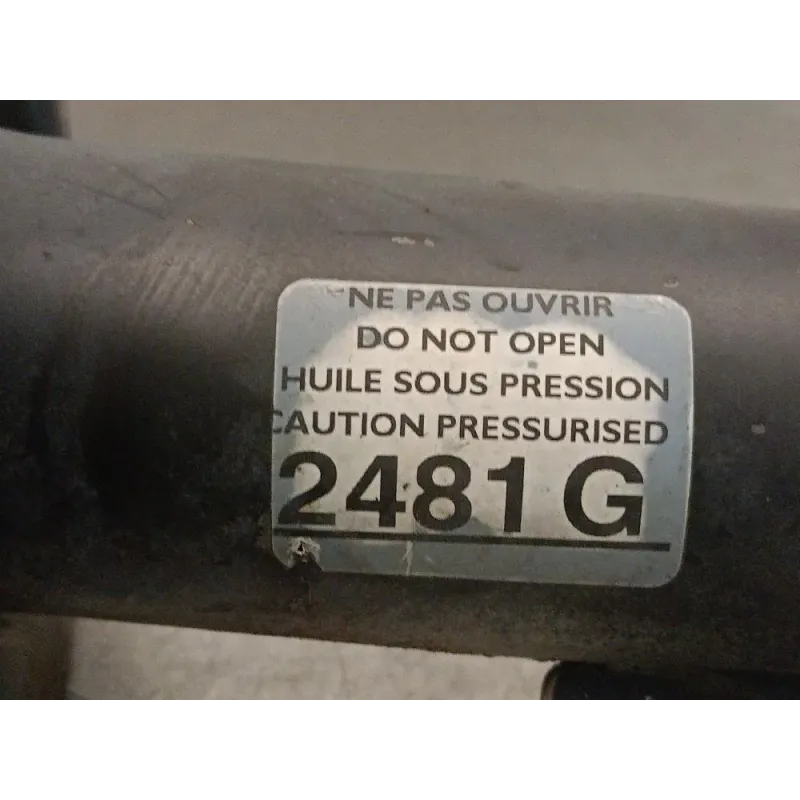 NE PAS OUVRIR
DO NOT OPEN
HUILE SOUS PRESSION
CAUTION PRESSURISED
2481 G